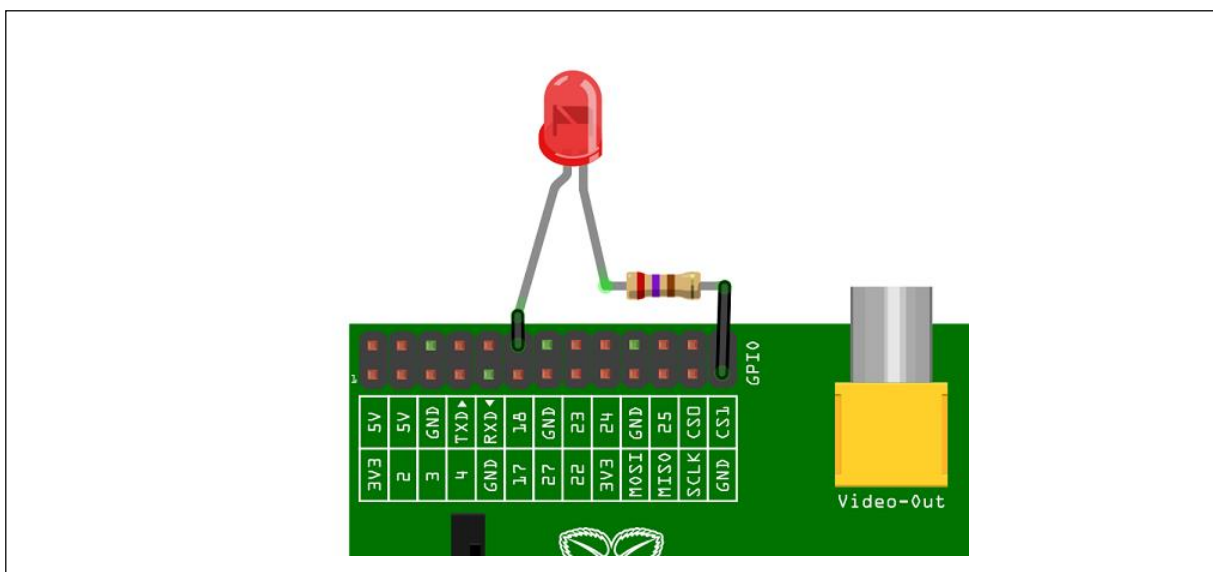 1
GPIO
5V 5V GND TXD▶ RXD◀ 18 GND 23 24 GND 25 CS0 CS1
3V3 2 3 4 GND 17 27 22 3V3 MOSI MISO SCLK GND
Video-Out